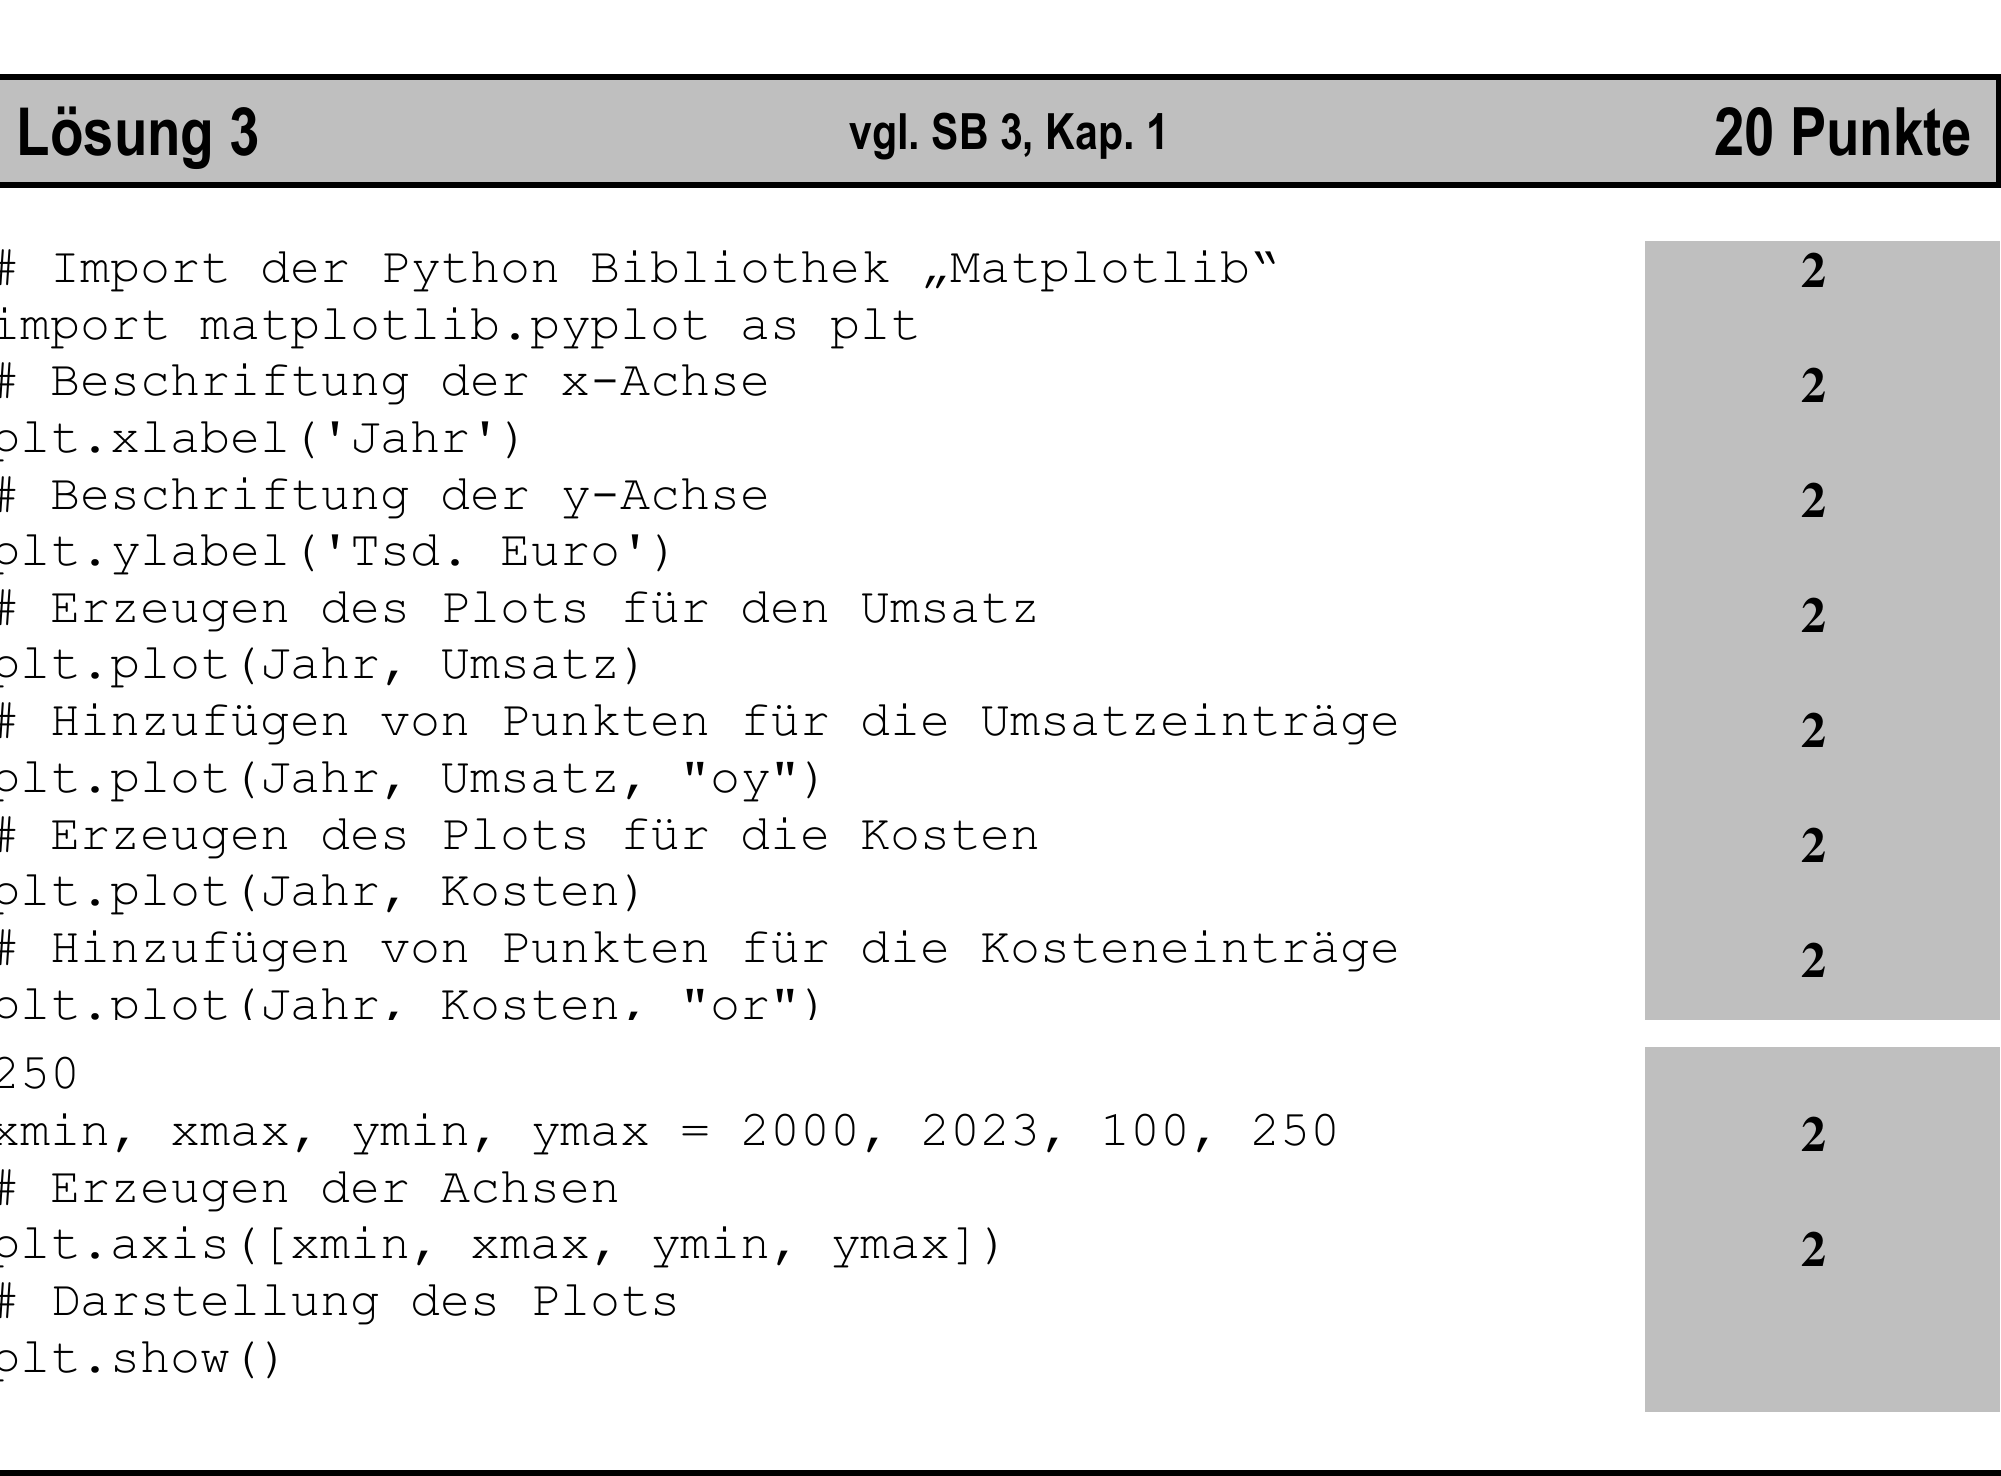 Lösung 3 vgl. SB 3, Kap. 1 20 Punkte
# Import der Python Bibliothek „Matplotlib“ 2
import matplotlib.pyplot as plt
# Beschriftung der x-Achse 2
plt.xlabel('Jahr')
# Beschriftung der y-Achse 2
plt.ylabel('Tsd. Euro')
# Erzeugen des Plots für den Umsatz 2
plt.plot(Jahr, Umsatz)
# Hinzufügen von Punkten für die Umsatzeinträge 2
plt.plot(Jahr, Umsatz, "oy")
# Erzeugen des Plots für die Kosten 2
plt.plot(Jahr, Kosten)
# Hinzufügen von Punkten für die Kosteneinträge 2
plt.plot(Jahr, Kosten, "or")
250
xmin, xmax, ymin, ymax = 2000, 2023, 100, 250 2
# Erzeugen der Achsen
plt.axis([xmin, xmax, ymin, ymax]) 2
# Darstellung des Plots
plt.show()